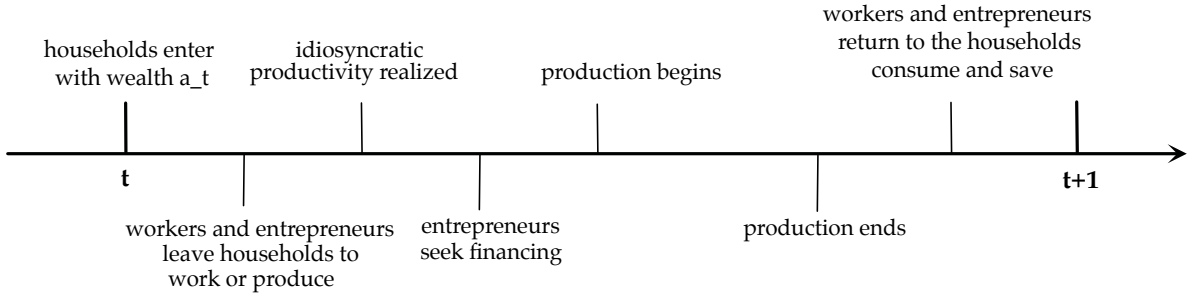 households enter
with wealth a_t
idiosyncratic
productivity realized
production begins
workers and entrepreneurs
return to the households
consume and save
t
t+1
workers and entrepreneurs
leave households to
work or produce
entrepreneurs
seek financing
production ends